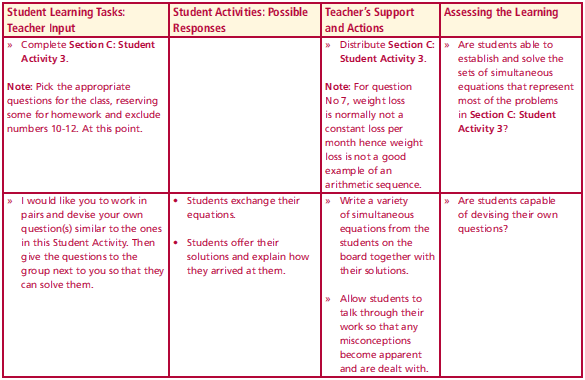 Student Learning Tasks:
Teacher Input
Student Activities: Possible
Responses
Teacher's Support
and Actions
Assessing the Learning
» Complete Section C: Student
Activity 3.
Note: Pick the appropriate
questions for the class, reserving
some for homework and exclude
numbers 10-12. At this point.
» Distribute Section C:
Student Activity 3.
Note: For question
No 7, weight loss
is normally not a
constant loss per
month hence weight
loss is not a good
example of an
arithmetic sequence.
» Are students able to
establish and solve the
sets of simultaneous
equations that represent
most of the problems
in Section C: Student
Activity 3?
» I would like you to work in
pairs and devise your own
question(s) similar to the ones
in this Student Activity. Then
give the questions to the
group next to you so that they
can solve them.
• Students exchange their
equations.
• Students offer their
solutions and explain how
they arrived at them.
» Write a variety
of simultaneous
equations from the
students on the
board together with
their solutions.
» Allow students to
talk through their
work so that any
misconceptions
become apparent
and are dealt with.
» Are students capable
of devising their own
questions?